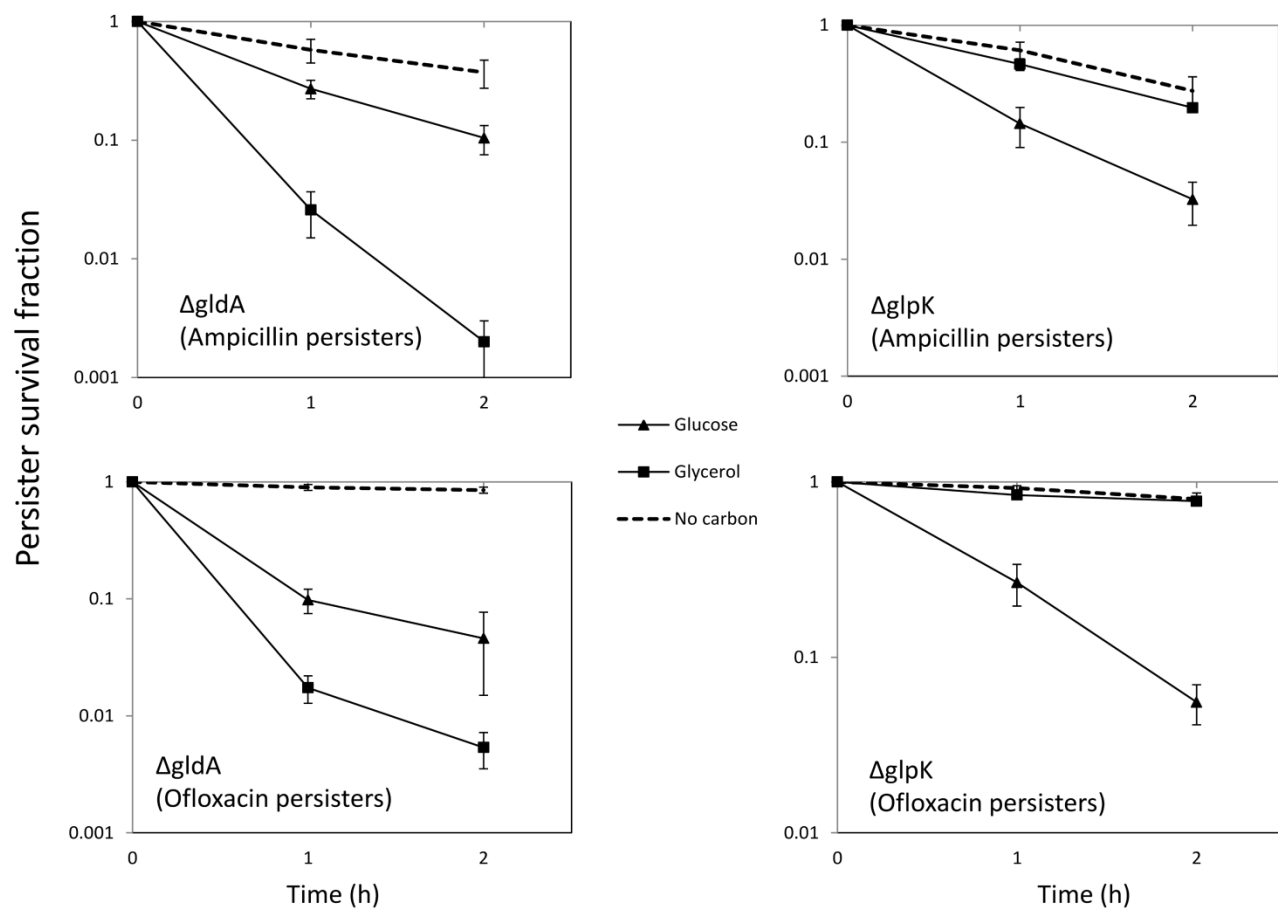 Persister survival fraction
1
0.1
0.01
0.001
0
1
2
ΔgldA
(Ampicillin persisters)
1
0.1
0.01
0.001
0
1
2
ΔglpK
(Ampicillin persisters)
Glucose
Glycerol
No carbon
1
0.1
0.01
0.001
0
1
2
ΔgldA
(Ofloxacin persisters)
Time (h)
1
0.1
0.01
0
1
2
ΔglpK
(Ofloxacin persisters)
Time (h)